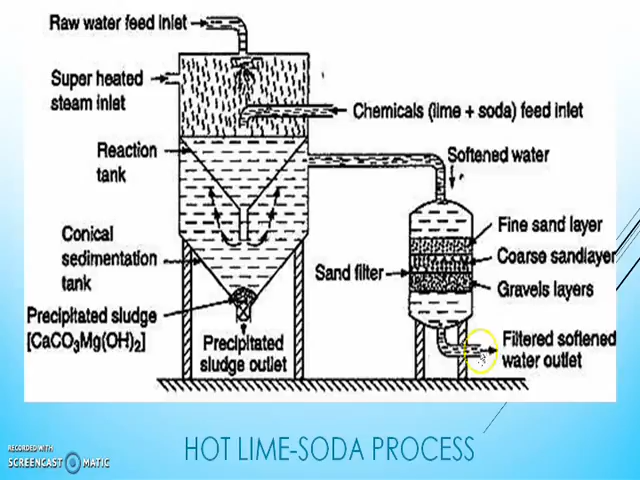 Raw water feed inlet
Super heated
steam inlet
Chemicals (lime + soda) feed inlet
Reaction
tank
Softened water
Fine sand layer
Conical
sedimentation
tank
Coarse sandlayer
Sand filter
Gravels layers
Precipitated sludge
[CaCO₃Mg(OH)₂]
Precipitated
sludge outlet
Filtered softened
water outlet
HOT LIME-SODA PROCESS
RECORDED WITH
SCREENCAST MATIC